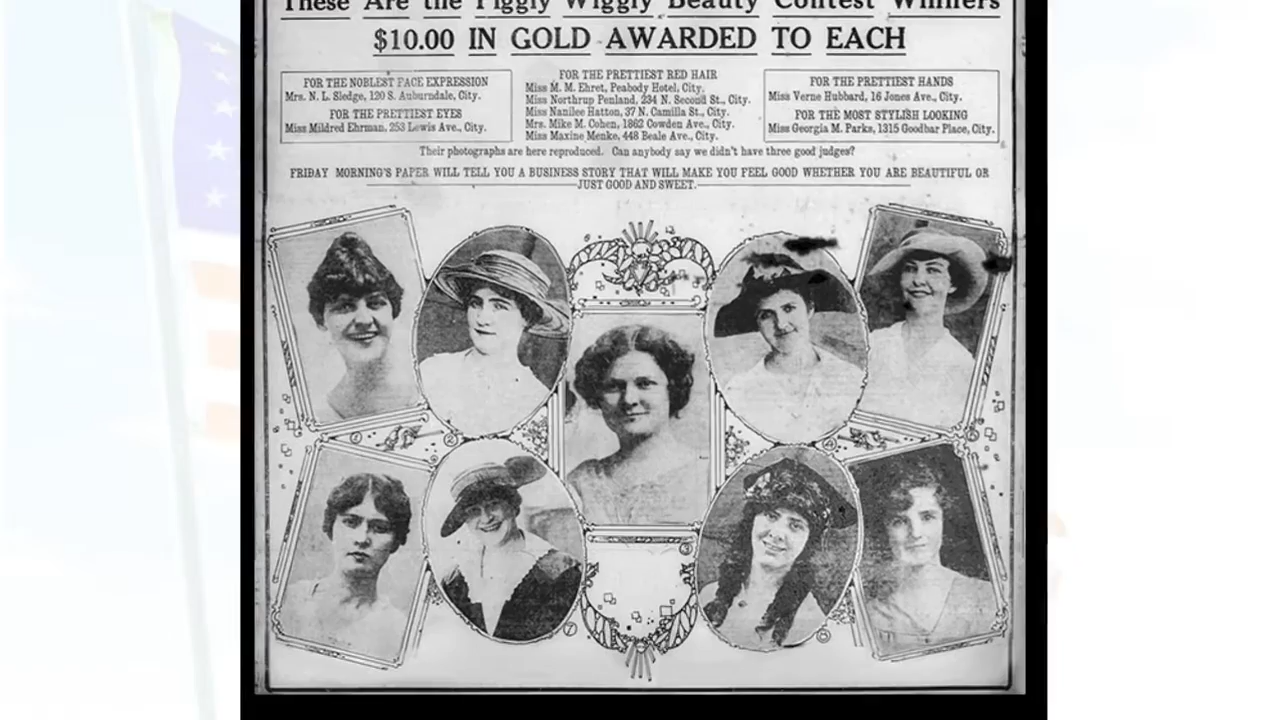 These Are the Piggly Wiggly Beauty Contest Winners
$10.00 IN GOLD AWARDED TO EACH
FOR THE NOBLEST FACE EXPRESSION
Mrs. N. L. Sledge, 120 S. Auburndale, City.
FOR THE PRETTIEST EYES
Miss Mildred Ehrman, 253 Lewis Ave., City.
FOR THE PRETTIEST RED HAIR
Miss M. M. Ehret, Peabody Hotel, City.
Miss Northrup Penland, 234 N. Second St., City.
Miss Nanilee Hatton, 37 N. Camilla St., City.
Mrs. Mike M. Cohen, 1862 Cowden Ave., City.
Miss Maxine Menke, 448 Beale Ave., City.
FOR THE PRETTIEST HANDS
Miss Verne Hubbard, 16 Jones Ave., City.
FOR THE MOST STYLISH LOOKING
Miss Georgia M. Parks, 1315 Goodbar Place, City.
Their photographs are here reproduced. Can anybody say we didn't have three good judges?
FRIDAY MORNING'S PAPER WILL TELL YOU A BUSINESS STORY THAT WILL MAKE YOU FEEL GOOD WHETHER YOU ARE BEAUTIFUL OR
JUST GOOD AND SWEET.
1
2
4
7
8